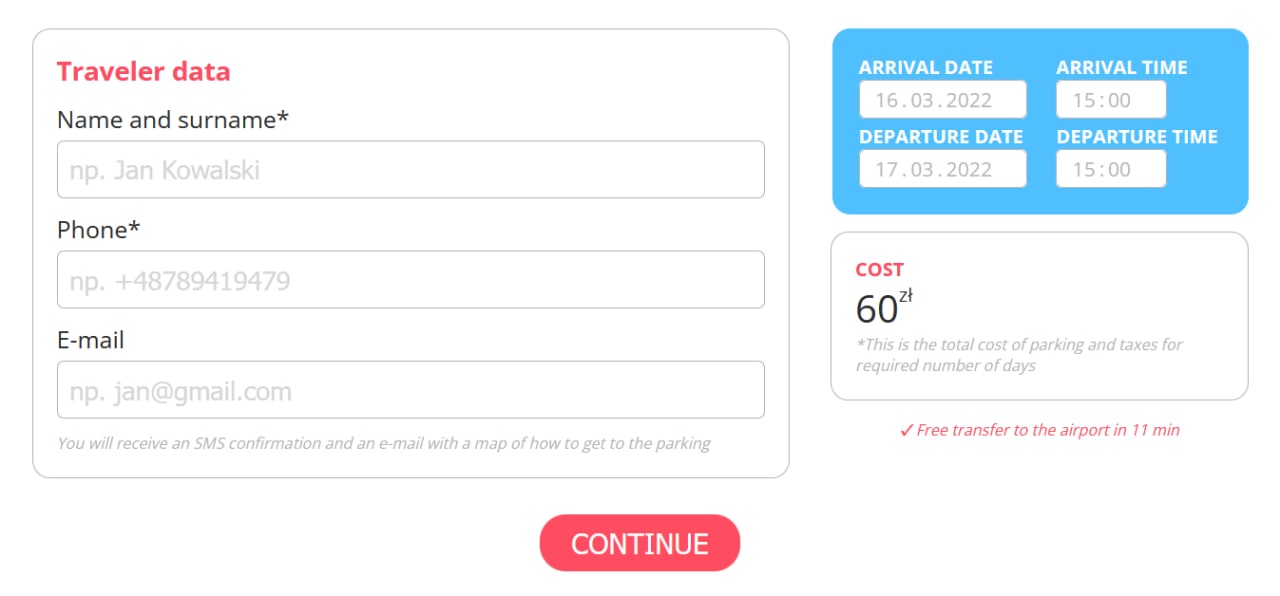 Traveler data
Name and surname*
np. Jan Kowalski
Phone*
np. +48789419479
E-mail
np. jan@gmail.com
You will receive an SMS confirmation and an e-mail with a map of how to get to the parking
ARRIVAL DATE ARRIVAL TIME
16.03.2022 15:00
DEPARTURE DATE DEPARTURE TIME
17.03.2022 15:00
COST
60zł
*This is the total cost of parking and taxes for
required number of days
✓ Free transfer to the airport in 11 min
CONTINUE